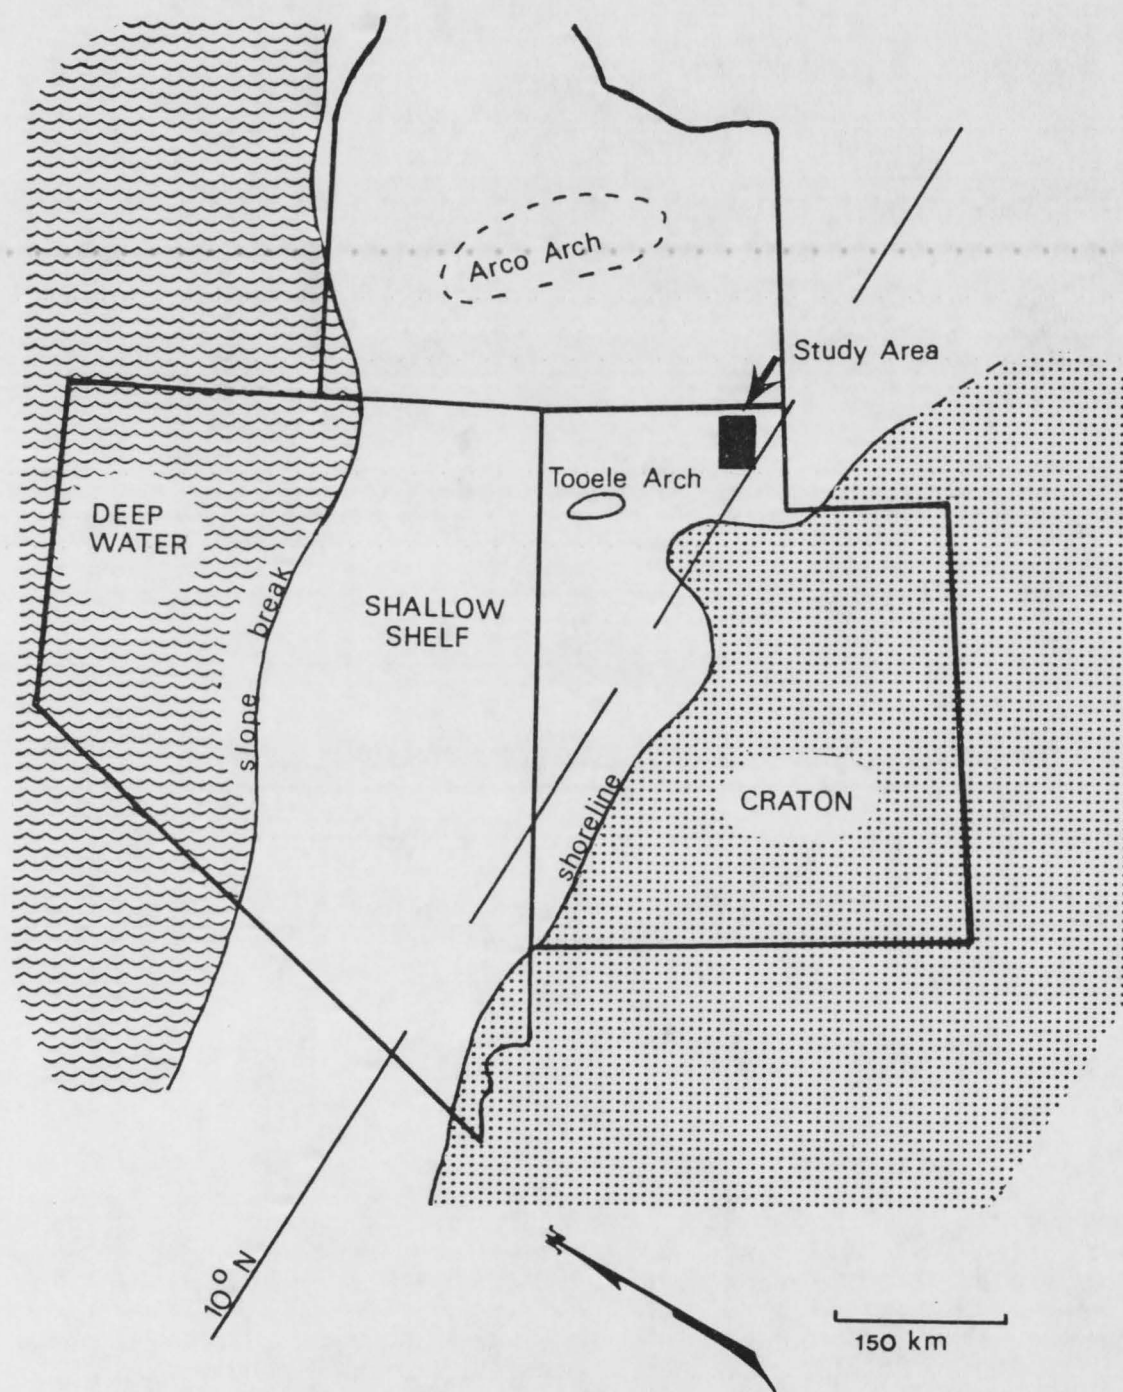 Arco Arch
Study Area
Tooele Arch
DEEP
WATER
slope break
SHALLOW
SHELF
CRATON
shoreline
10° N
N
150 km